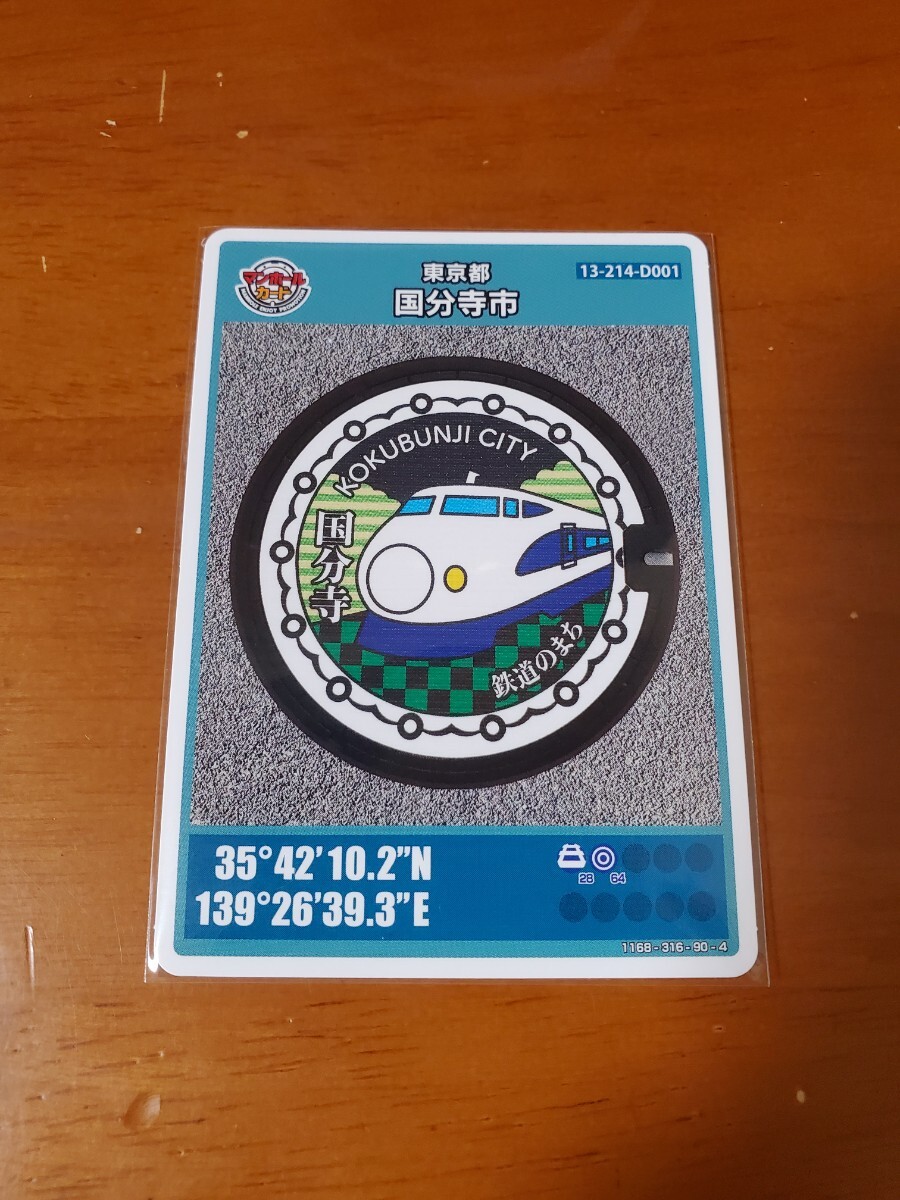 マンホール
カード
東京都
国分寺市
13-214-D001
KOKUBUNJI CITY
国分寺
鉄道のまち
35°42'10.2"N
139°26'39.3"E
28 64
1168-316-90-4